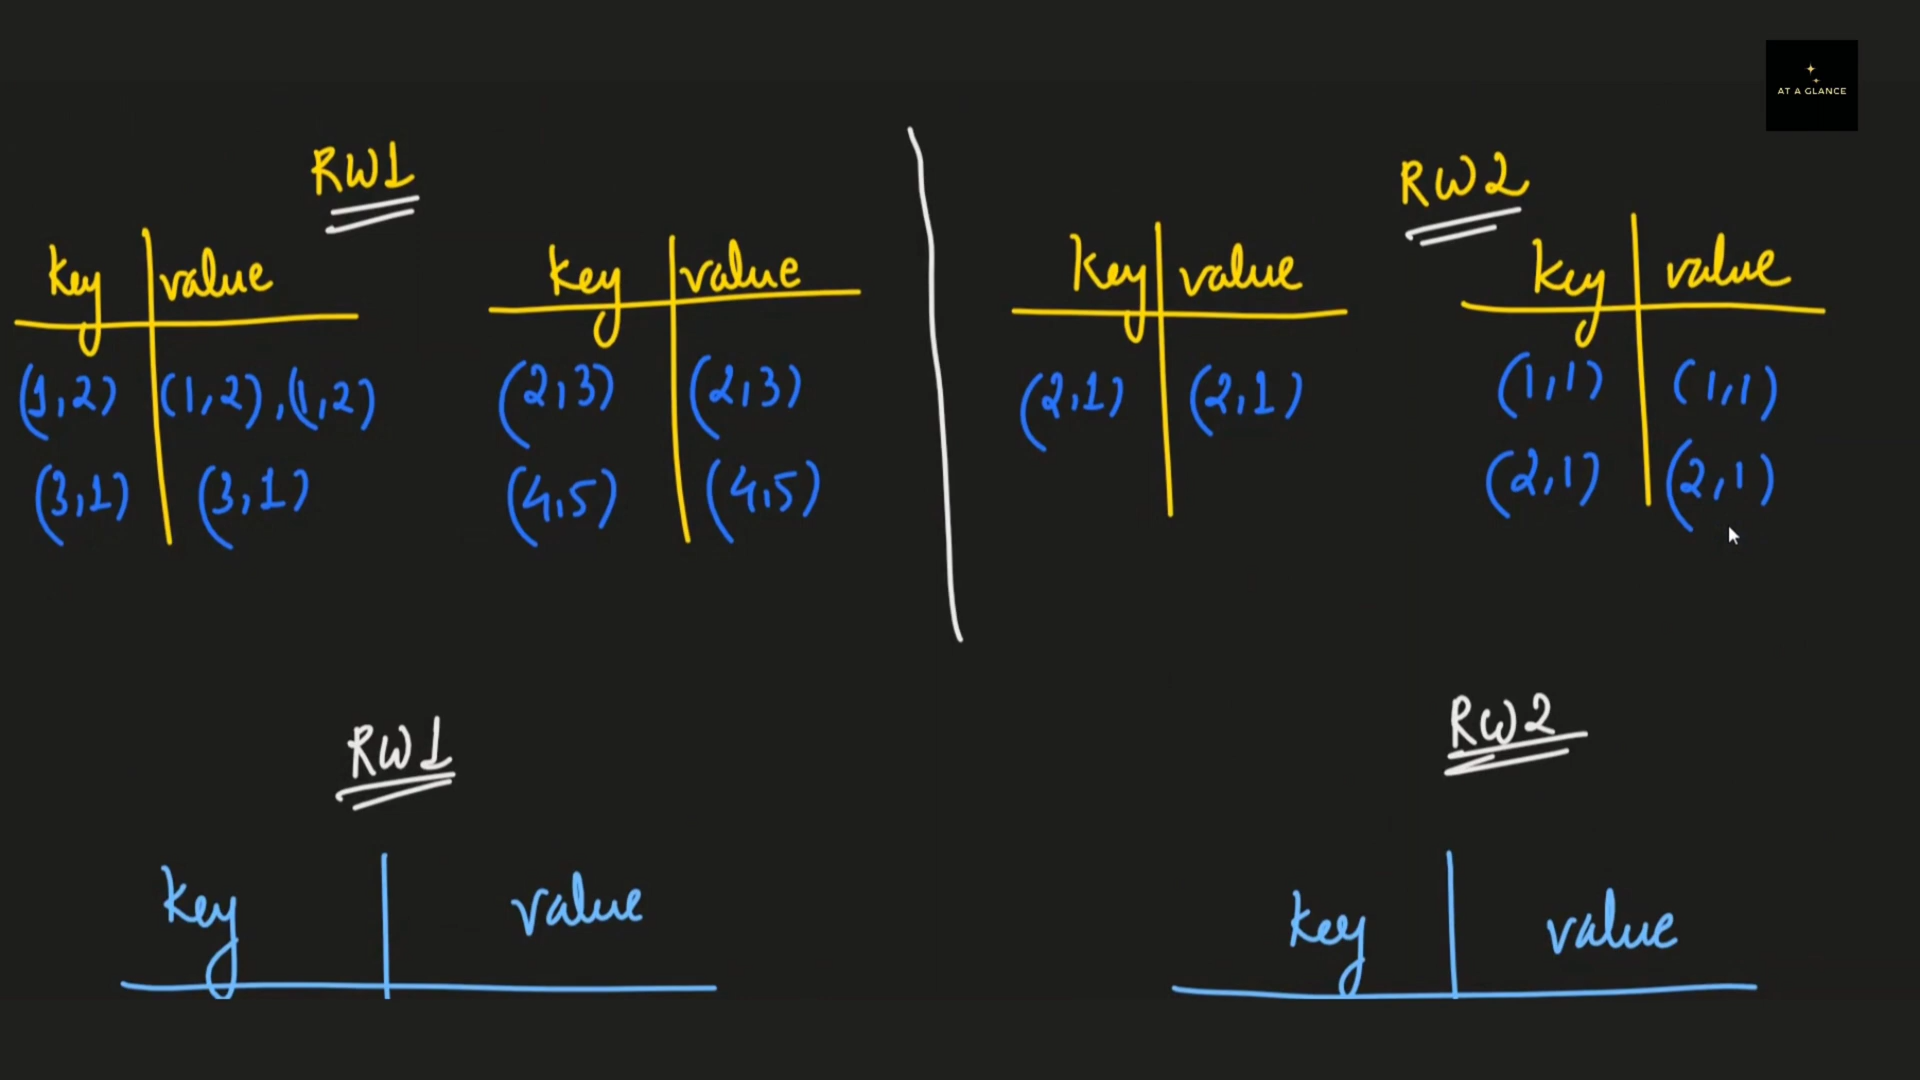 AT A GLANCE
RW1
key value key value
(1,2) (1,2),(1,2) (2,3) (2,3)
(3,1) (3,1) (4,5) (4,5)
RW2
key value key value
(2,1) (2,1) (1,1) (1,1)
(2,1) (2,1)
RW1
key value
RW2
key value